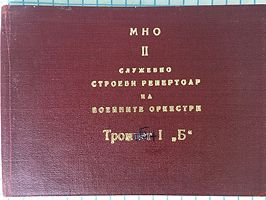 МНО
II
СЛУЖЕБНО
СТРОЕВИ РЕПЕРТОАР
НА
ВОЕННИТЕ ОРКЕСТРИ
Тромпет I „Б“